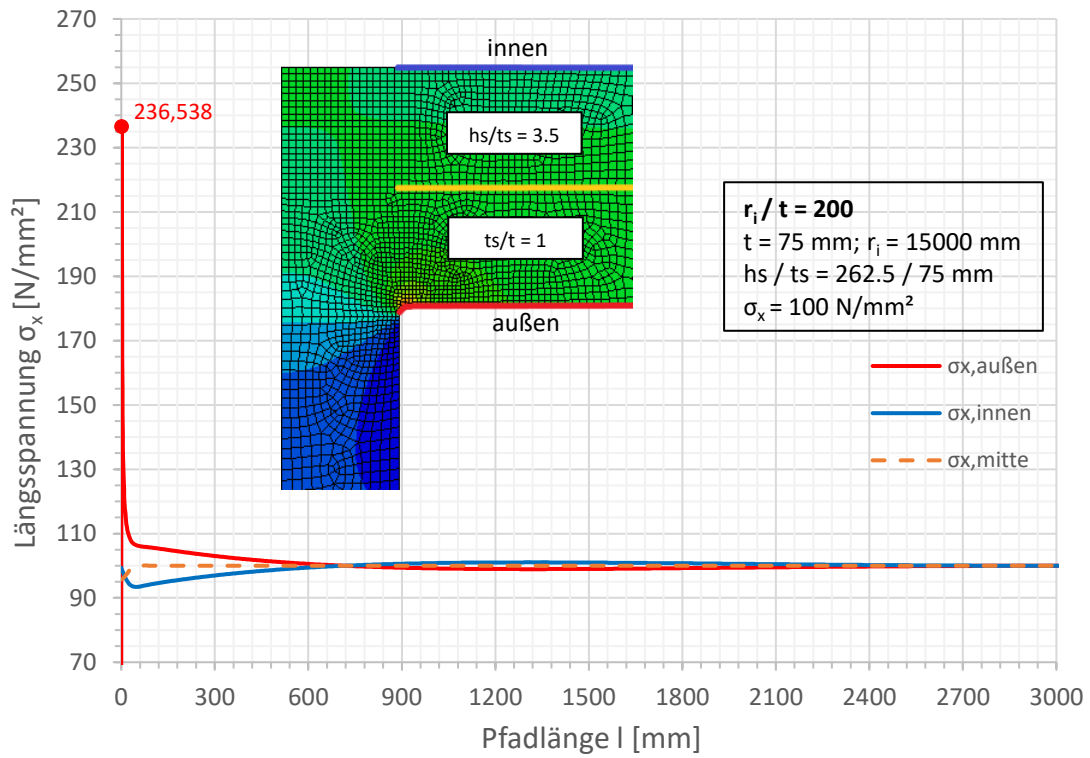 270
250
230
210
190
170
150
130
110
90
70
Längsspannung σx [N/mm²]
236,538
innen
hs/ts = 3.5
ts/t = 1
außen
ri / t = 200
t = 75 mm; ri = 15000 mm
hs / ts = 262.5 / 75 mm
σx = 100 N/mm²
σx,außen
σx,innen
σx,mitte
0 300 600 900 1200 1500 1800 2100 2400 2700 3000
Pfadlänge l [mm]